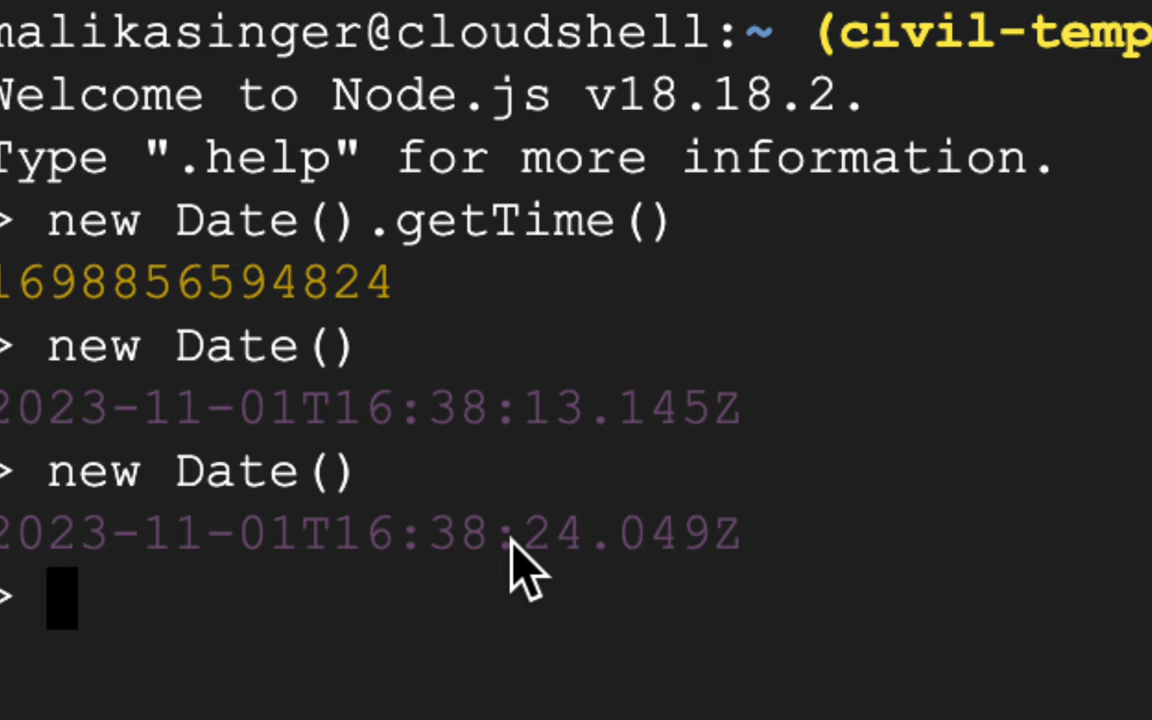 malikasinger@cloudshell:~ (civil-temp
Welcome to Node.js v18.18.2.
Type ".help" for more information.
> new Date().getTime()
1698856594824
> new Date()
2023-11-01T16:38:13.145Z
> new Date()
2023-11-01T16:38:24.049Z
>